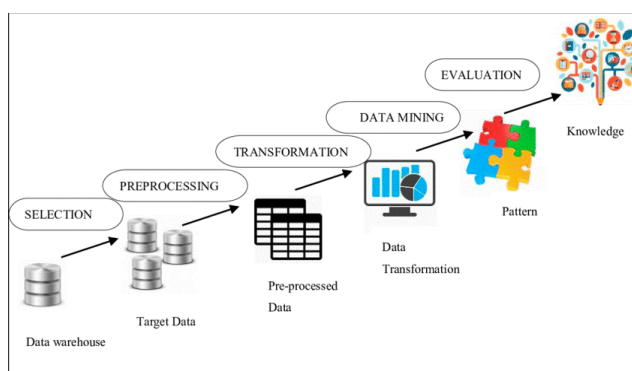 EVALUATION
Knowledge
DATA MINING
TRANSFORMATION
Pattern
PREPROCESSING
Data
Transformation
SELECTION
Pre-processed
Data
Target Data
Data warehouse